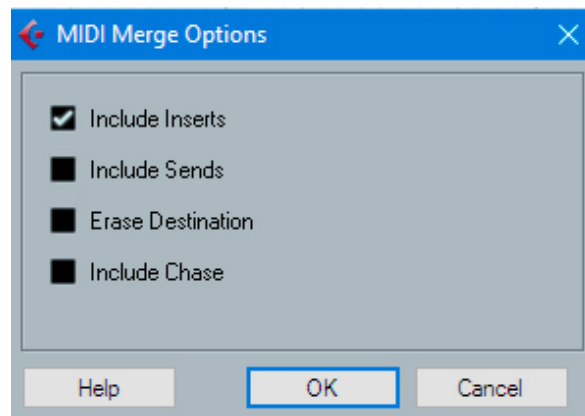 MIDI Merge Options
Include Inserts
Include Sends
Erase Destination
Include Chase
Help OK Cancel